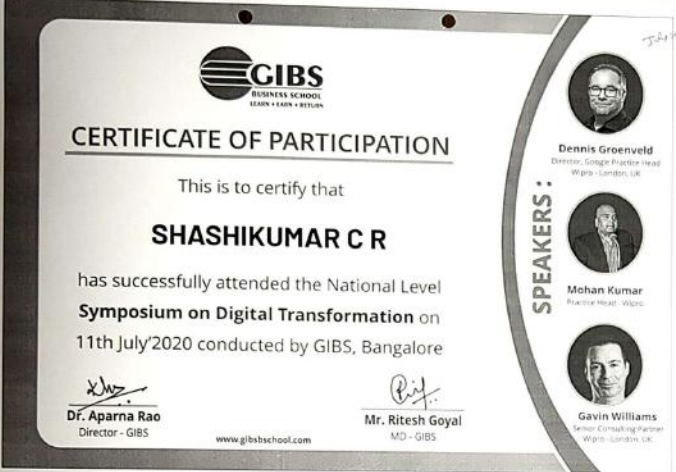 GIBS
BUSINESS SCHOOL
LEARN • EARN • RETURN
CERTIFICATE OF PARTICIPATION
This is to certify that
SHASHIKUMAR C R
has successfully attended the National Level
Symposium on Digital Transformation on
11th July'2020 conducted by GIBS, Bangalore
Dr. Aparna Rao
Director - GIBS
www.gibsbschool.com
Mr. Ritesh Goyal
MD - GIBS
SPEAKERS :
Dennis Groenveld
Director, Google Practice Head
Wipro - London, UK
Mohan Kumar
Practice Head - Wipro
Gavin Williams
Senior Consulting Partner
Wipro - London, UK